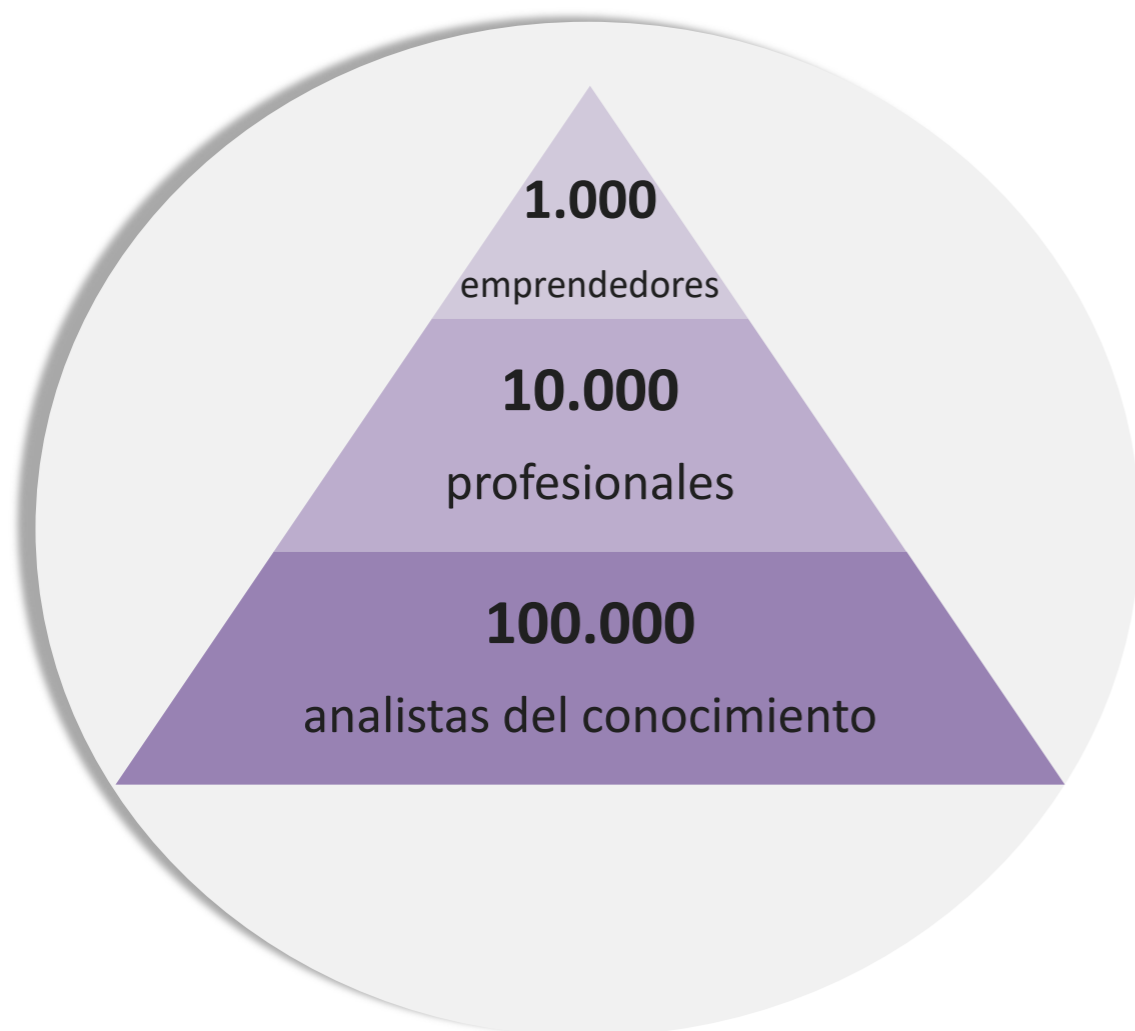 1.000
emprendedores
10.000
profesionales
100.000
analistas del conocimiento